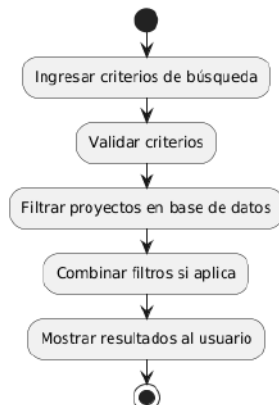 Ingresar criterios de búsqueda
Validar criterios
Filtrar proyectos en base de datos
Combinar filtros si aplica
Mostrar resultados al usuario